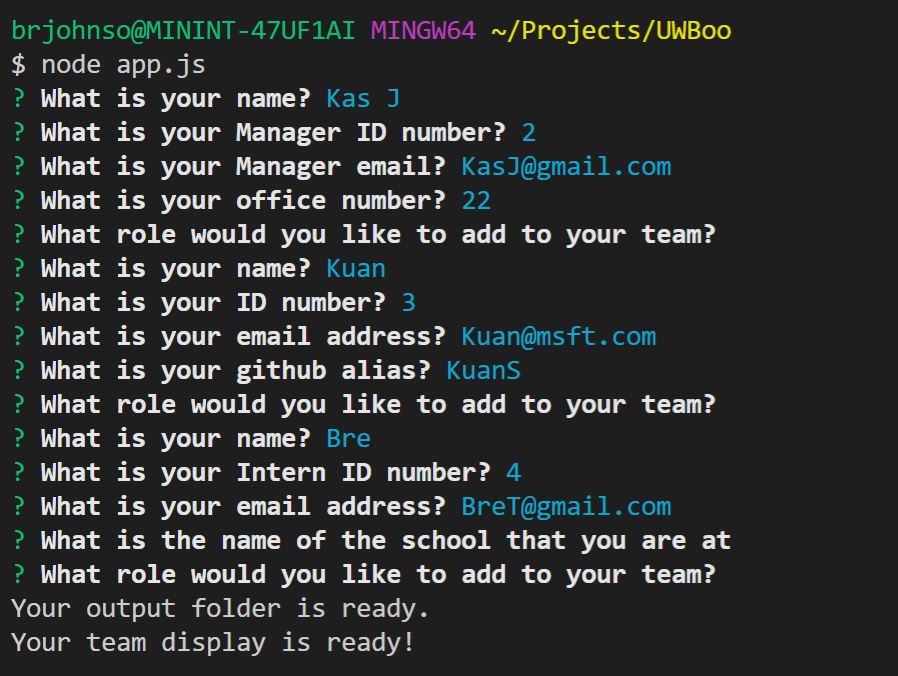 brjohnso@MININT-47UF1AI MINGW64 ~/Projects/UWBoo
$ node app.js
? What is your name? Kas J
? What is your Manager ID number? 2
? What is your Manager email? KasJ@gmail.com
? What is your office number? 22
? What role would you like to add to your team?
? What is your name? Kuan
? What is your ID number? 3
? What is your email address? Kuan@msft.com
? What is your github alias? KuanS
? What role would you like to add to your team?
? What is your name? Bre
? What is your Intern ID number? 4
? What is your email address? BreT@gmail.com
? What is the name of the school that you are at
? What role would you like to add to your team?
Your output folder is ready.
Your team display is ready!